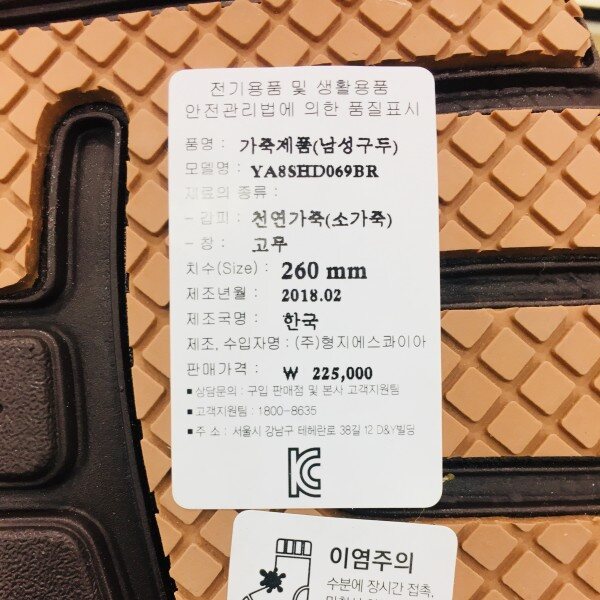 전기용품 및 생활용품
안전관리법에 의한 품질표시
품명 : 가죽제품(남성구두)
모델명 : YA8SHD069BR
재료의 종류 :
- 겉피 : 천연가죽(소가죽)
- 창 : 고무
치수(Size) : 260 mm
제조년월 : 2018.02
제조국명 : 한국
제조, 수입자명 : (주)형지에스콰이아
판매가격 : ₩ 225,000
■ 상담문의 : 구입 판매점 및 본사 고객지원팀
■ 고객지원팀 : 1800-8635
■ 주 소 : 서울시 강남구 테헤란로 38길 12 D&Y빌딩
KC
이염주의
수분에 장시간 접촉,